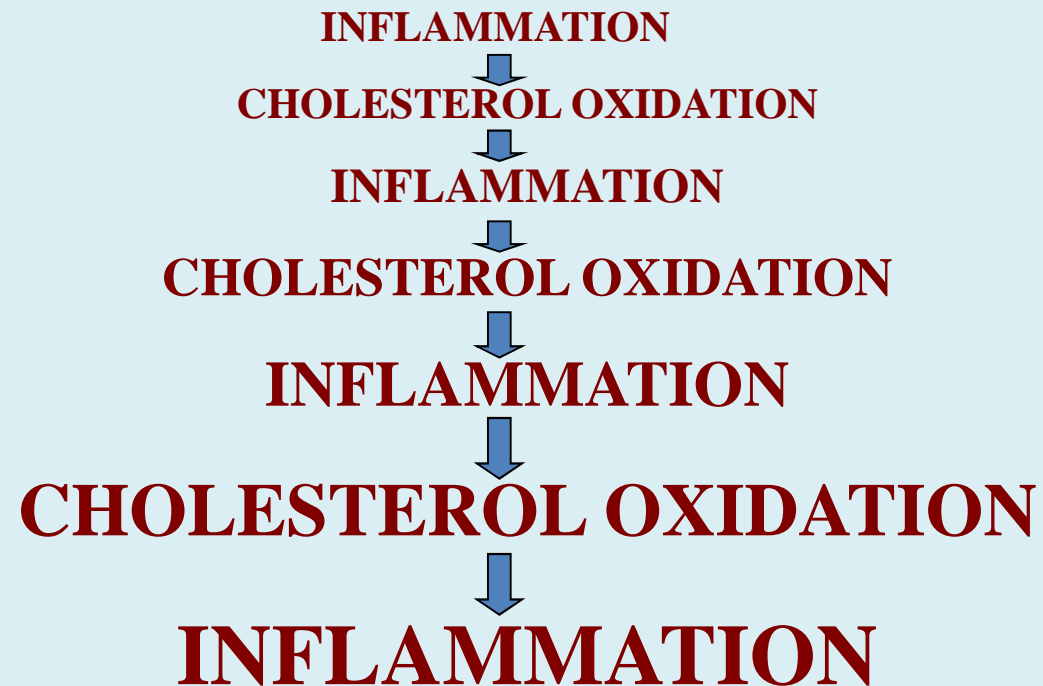 INFLAMMATION
CHOLESTEROL OXIDATION
INFLAMMATION
CHOLESTEROL OXIDATION
INFLAMMATION
CHOLESTEROL OXIDATION
INFLAMMATION